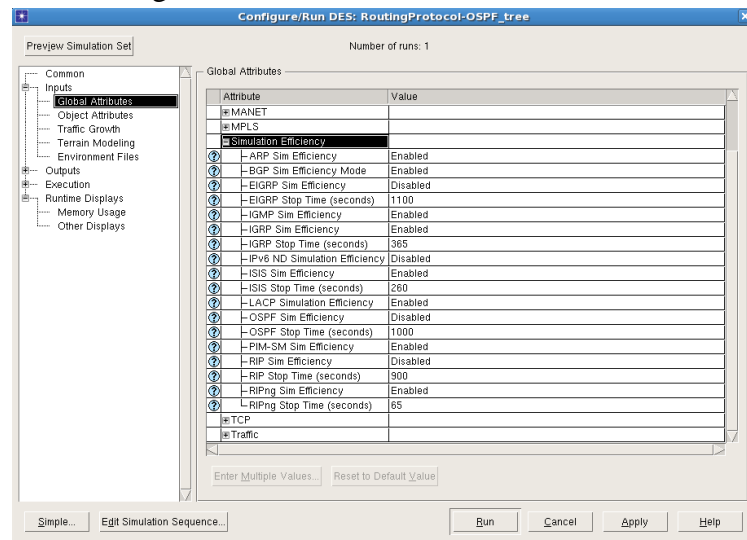 Configure/Run DES: RoutingProtocol-OSPF_tree
Preview Simulation Set
Number of runs: 1
Common
Inputs
Global Attributes
Object Attributes
Traffic Growth
Terrain Modeling
Environment Files
Outputs
Execution
Runtime Displays
Memory Usage
Other Displays
Global Attributes
Attribute Value
MANET
MPLS
Simulation Efficiency
ARP Sim Efficiency Enabled
BGP Sim Efficiency Mode Enabled
EIGRP Sim Efficiency Disabled
EIGRP Stop Time (seconds) 1100
IGMP Sim Efficiency Enabled
IGRP Sim Efficiency Enabled
IGRP Stop Time (seconds) 365
IPv6 ND Simulation Efficiency Disabled
ISIS Sim Efficiency Enabled
ISIS Stop Time (seconds) 260
LACP Simulation Efficiency Enabled
OSPF Sim Efficiency Disabled
OSPF Stop Time (seconds) 1000
PIM-SM Sim Efficiency Enabled
RIP Sim Efficiency Disabled
RIP Stop Time (seconds) 900
RIPng Sim Efficiency Enabled
RIPng Stop Time (seconds) 65
TCP
Traffic
Enter Multiple Values... Reset to Default Value
Simple... Edit Simulation Sequence... Run Cancel Apply Help